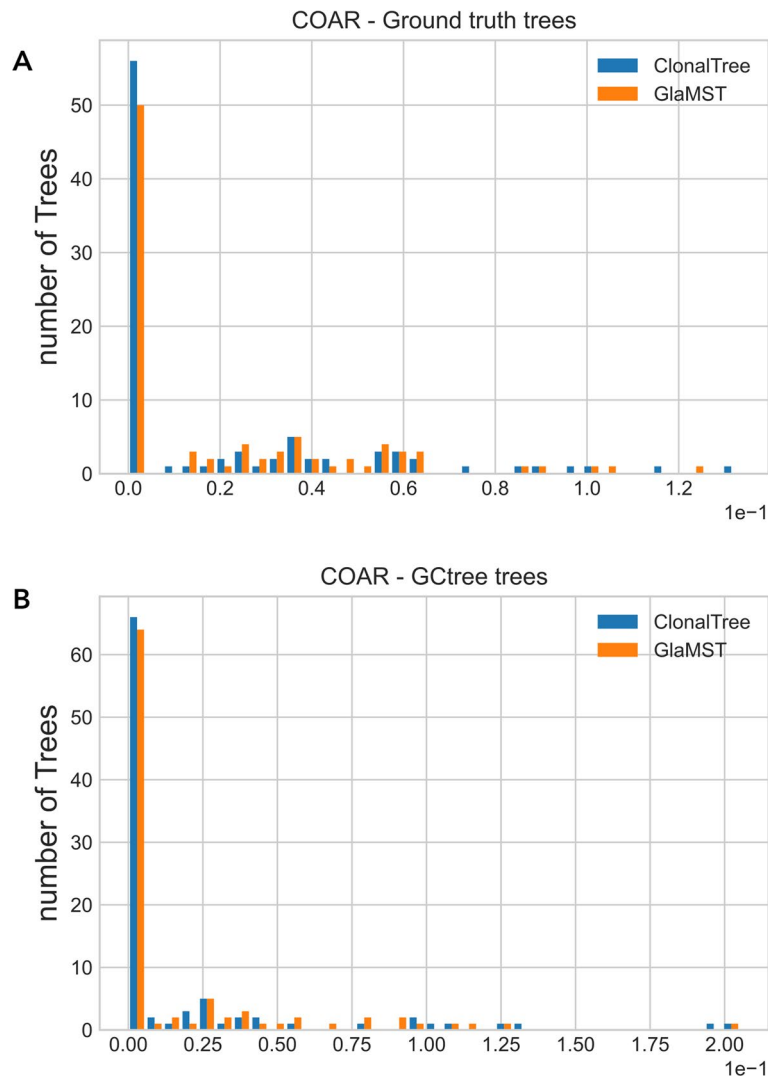 COAR - Ground truth trees
A
ClonalTree
GlaMST
number of Trees
50
40
30
20
10
0
0.0 0.2 0.4 0.6 0.8 1.0 1.2
1e−1
COAR - GCtree trees
B
ClonalTree
GlaMST
number of Trees
60
50
40
30
20
10
0
0.00 0.25 0.50 0.75 1.00 1.25 1.50 1.75 2.00
1e−1